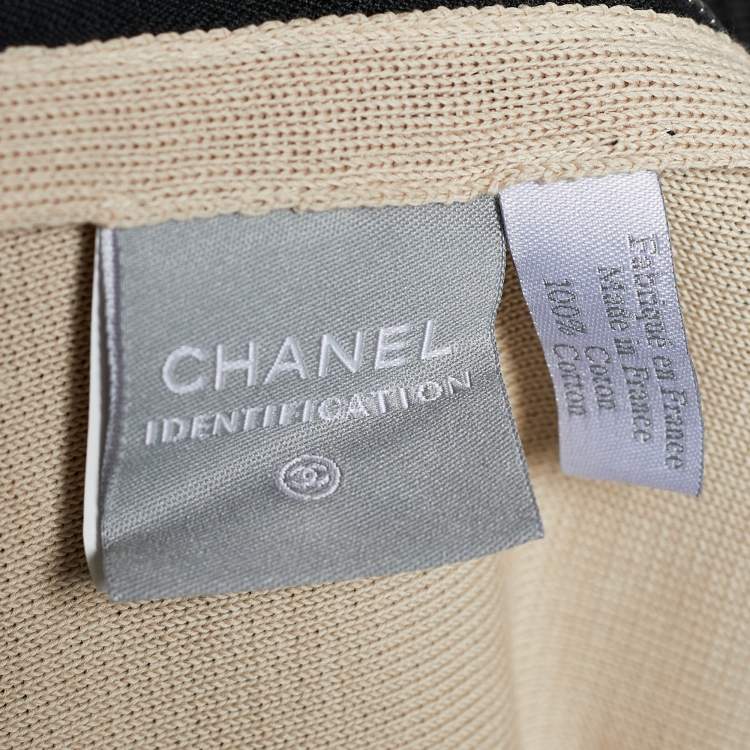 CHANEL
IDENTIFICATION
Fabriqué en France
Made in France
Coton
100% Cotton